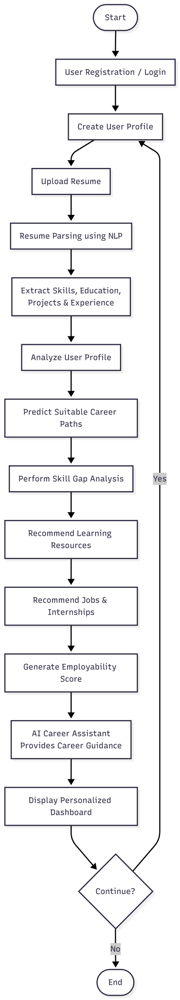 Start
User Registration / Login
Create User Profile
Upload Resume
Resume Parsing using NLP
Extract Skills, Education,
Projects & Experience
Analyze User Profile
Predict Suitable Career
Paths
Perform Skill Gap Analysis
Yes
Recommend Learning
Resources
Recommend Jobs &
Internships
Generate Employability
Score
AI Career Assistant
Provides Career Guidance
Display Personalized
Dashboard
Continue?
No
End